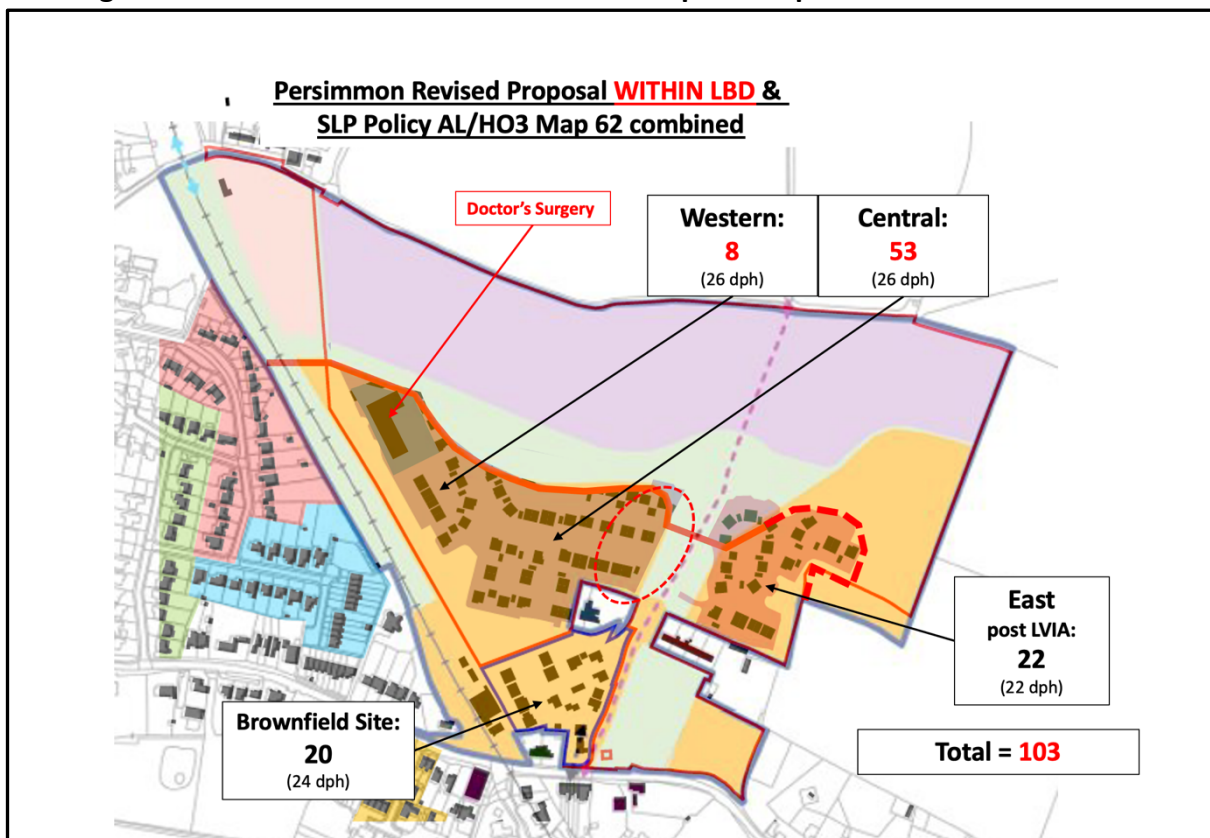 Persimmon Revised Proposal WITHIN LBD &
SLP Policy AL/HO3 Map 62 combined
Doctor's Surgery
Western:
8
(26 dph)
Central:
53
(26 dph)
East
post LVIA:
22
(22 dph)
Brownfield Site:
20
(24 dph)
Total = 103